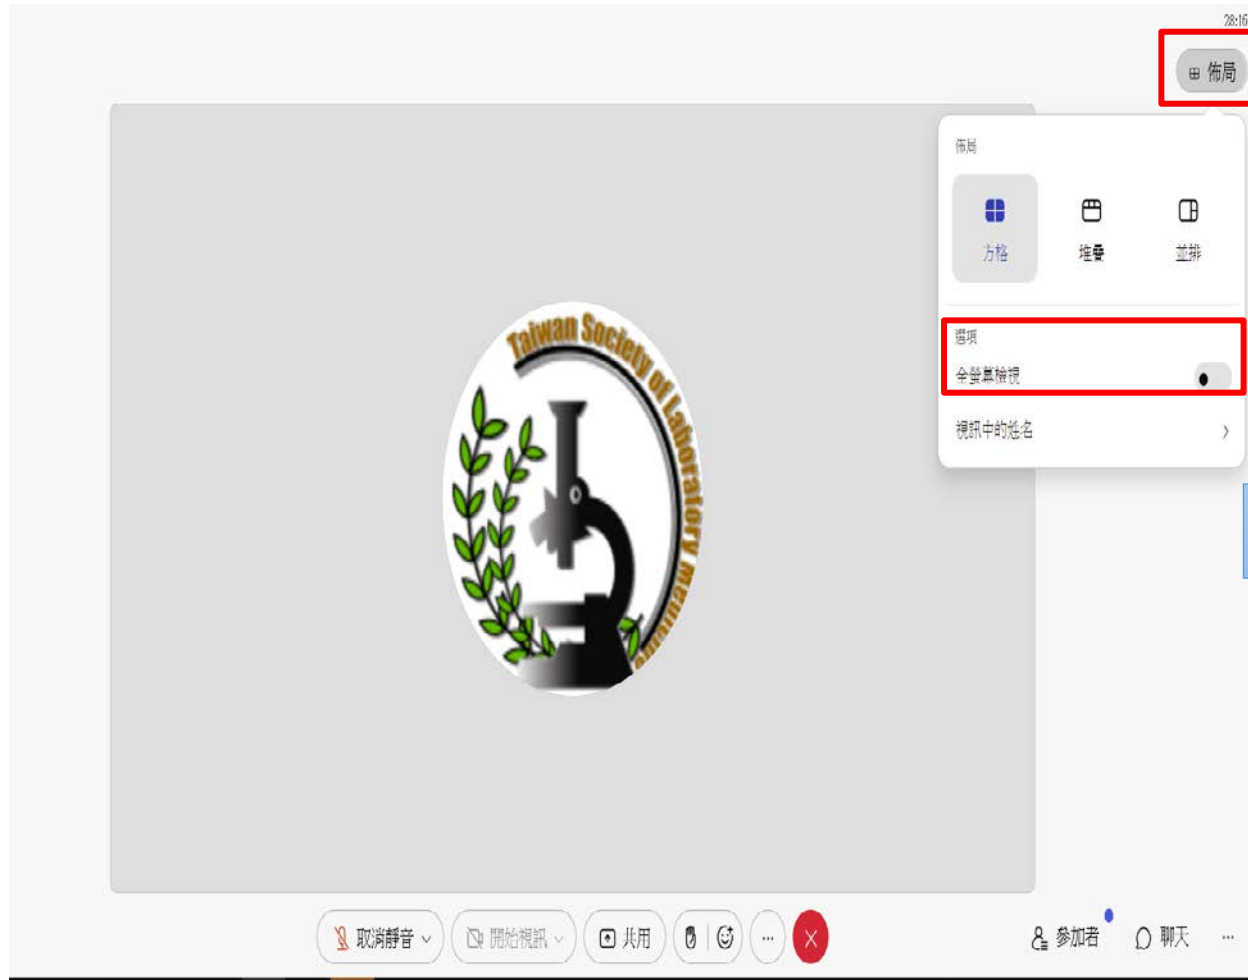 28:16
佈局
佈局
方格
堆疊
並排
選項
全螢幕檢視
視訊中的姓名
Taiwan Society of Laboratory Medicine
取消靜音
開始視訊
共用
參加者
聊天